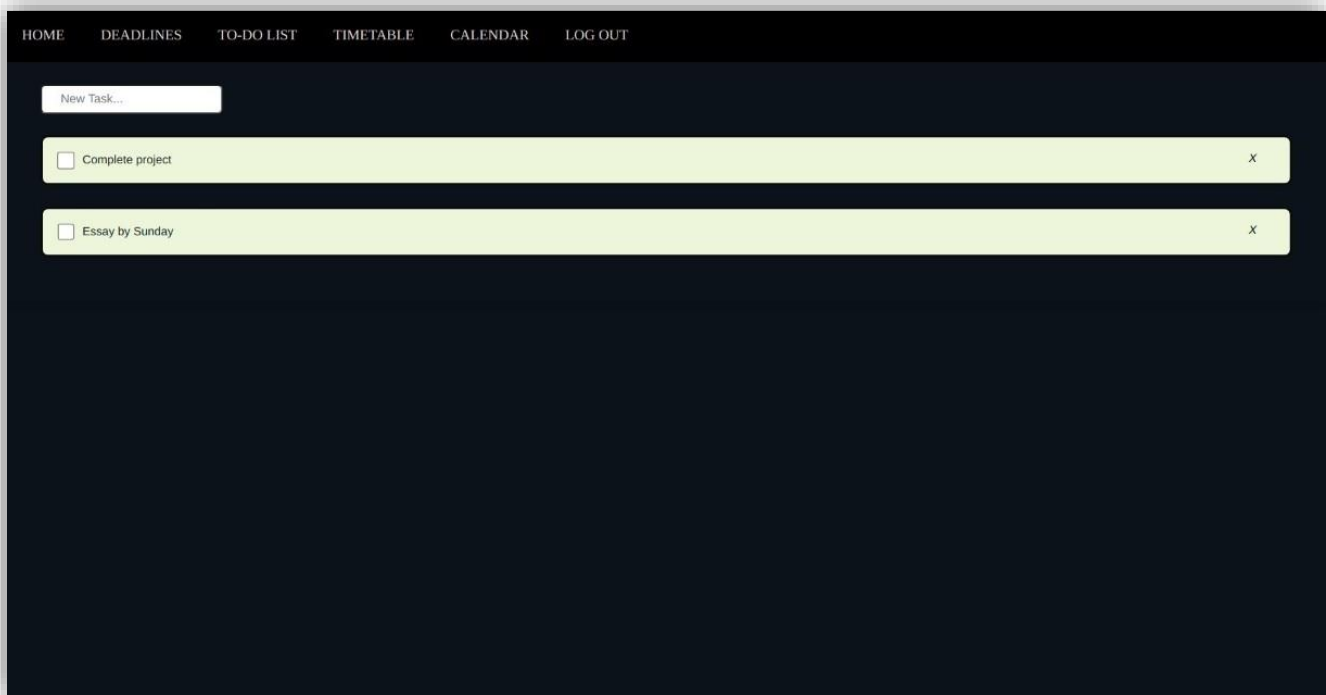 HOME DEADLINES TO-DO LIST TIMETABLE CALENDAR LOG OUT
New Task...
Complete project X
Essay by Sunday X